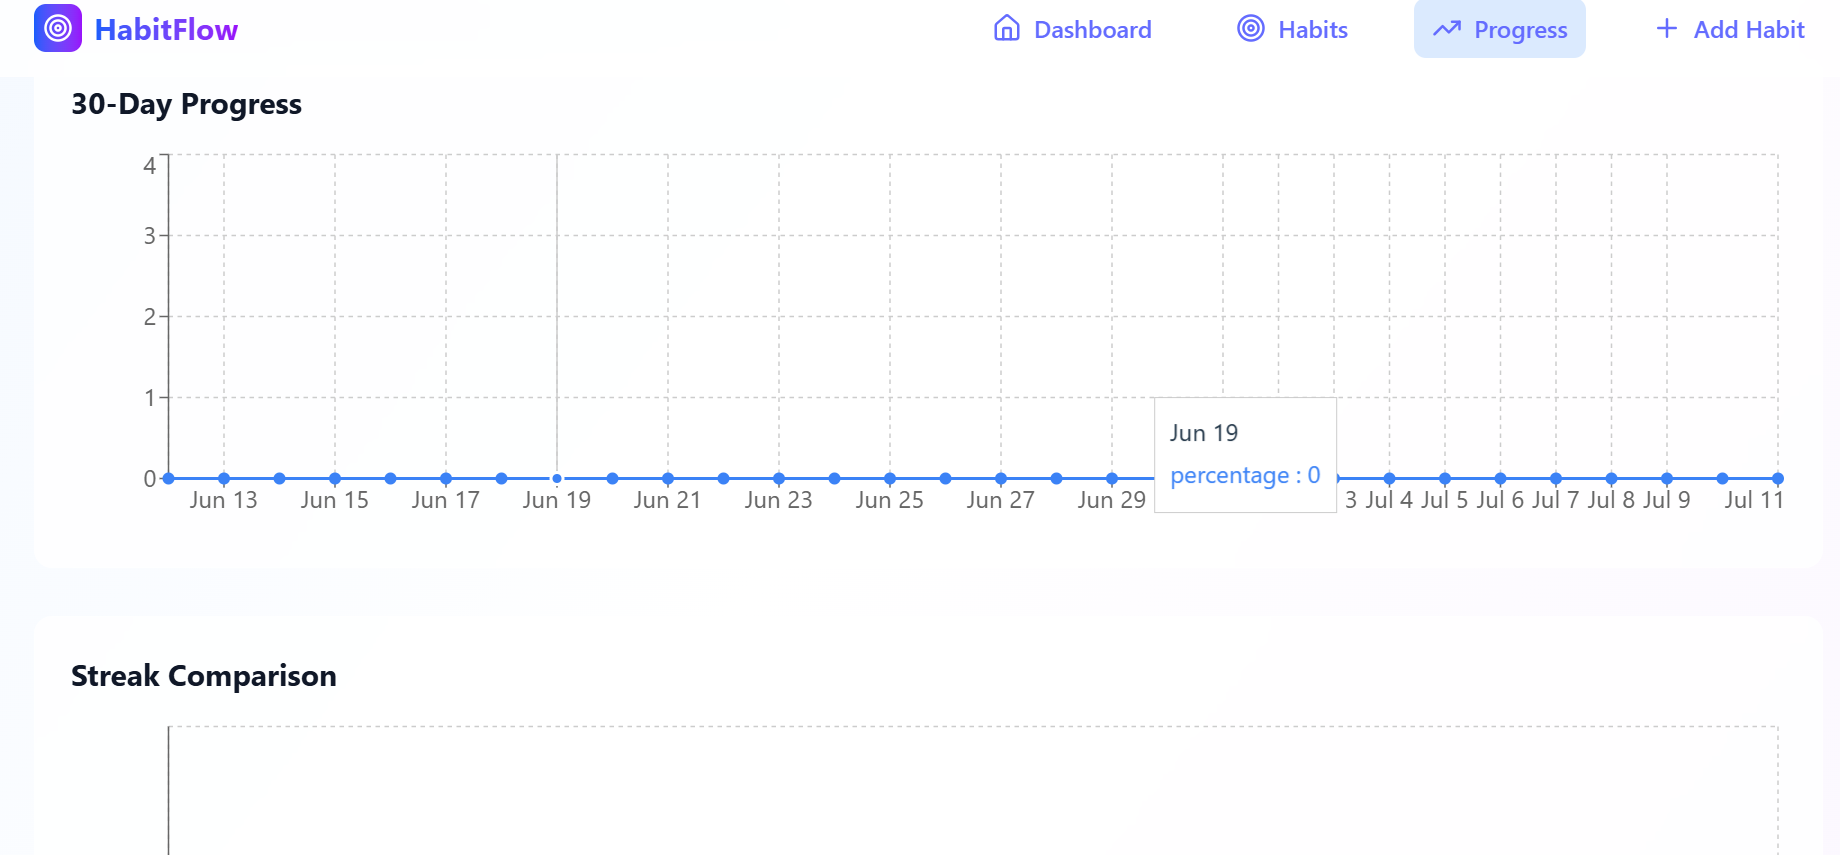 HabitFlow
Dashboard
Habits
Progress
Add Habit
30-Day Progress
4
3
2
1
0
Jun 13 Jun 15 Jun 17 Jun 19 Jun 21 Jun 23 Jun 25 Jun 27 Jun 29 3 Jul 4 Jul 5 Jul 6 Jul 7 Jul 8 Jul 9 Jul 11
Jun 19
percentage : 0
Streak Comparison